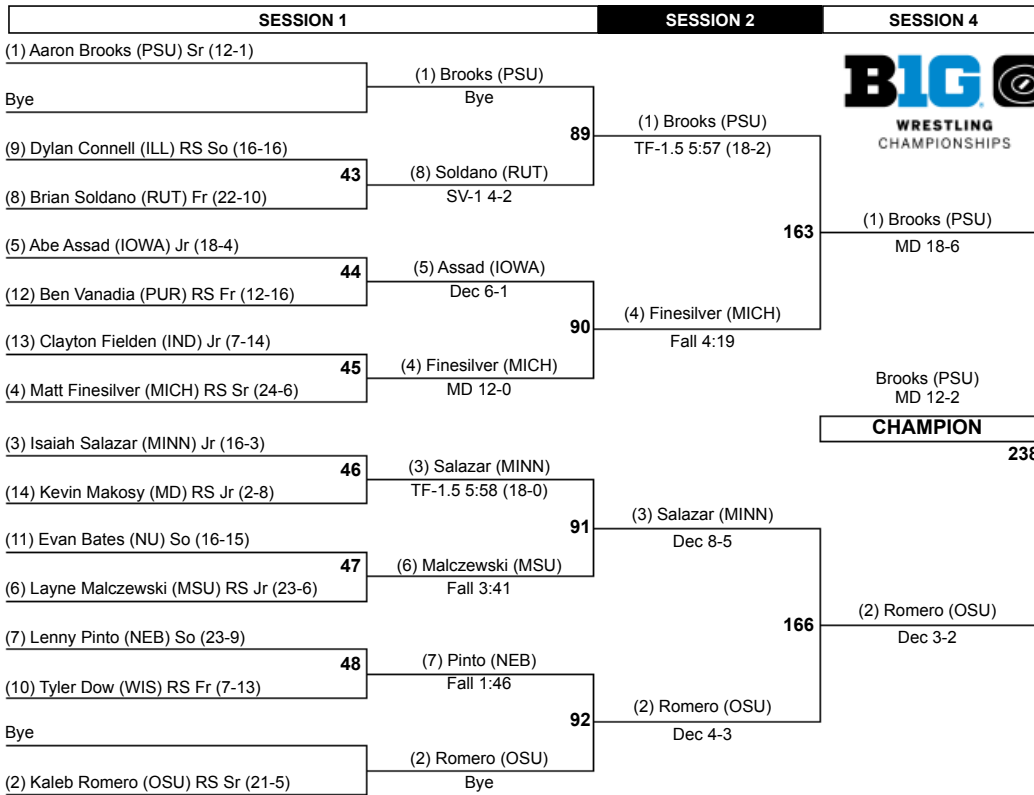 SESSION 1
SESSION 2
SESSION 4
(1) Aaron Brooks (PSU) Sr (12-1)
Bye
(9) Dylan Connell (ILL) RS So (16-16)
43
(8) Brian Soldano (RUT) Fr (22-10)
(5) Abe Assad (IOWA) Jr (18-4)
44
(12) Ben Vanadia (PUR) RS Fr (12-16)
(13) Clayton Fielden (IND) Jr (7-14)
45
(4) Matt Finesilver (MICH) RS Sr (24-6)
(3) Isaiah Salazar (MINN) Jr (16-3)
46
(14) Kevin Makosy (MD) RS Jr (2-8)
(11) Evan Bates (NU) So (16-15)
47
(6) Layne Malczewski (MSU) RS Jr (23-6)
(7) Lenny Pinto (NEB) So (23-9)
48
(10) Tyler Dow (WIS) RS Fr (7-13)
Bye
(2) Kaleb Romero (OSU) RS Sr (21-5)
(1) Brooks (PSU)
Bye
89
(8) Soldano (RUT)
SV-1 4-2
(5) Assad (IOWA)
Dec 6-1
90
(4) Finesilver (MICH)
MD 12-0
(3) Salazar (MINN)
TF-1.5 5:58 (18-0)
91
(6) Malczewski (MSU)
Fall 3:41
(7) Pinto (NEB)
Fall 1:46
92
(2) Romero (OSU)
Bye
(1) Brooks (PSU)
TF-1.5 5:57 (18-2)
163
(4) Finesilver (MICH)
Fall 4:19
(3) Salazar (MINN)
Dec 8-5
166
(2) Romero (OSU)
Dec 4-3
B1G
WRESTLING
CHAMPIONSHIPS
(1) Brooks (PSU)
MD 18-6
Brooks (PSU)
MD 12-2
CHAMPION
238
(2) Romero (OSU)
Dec 3-2